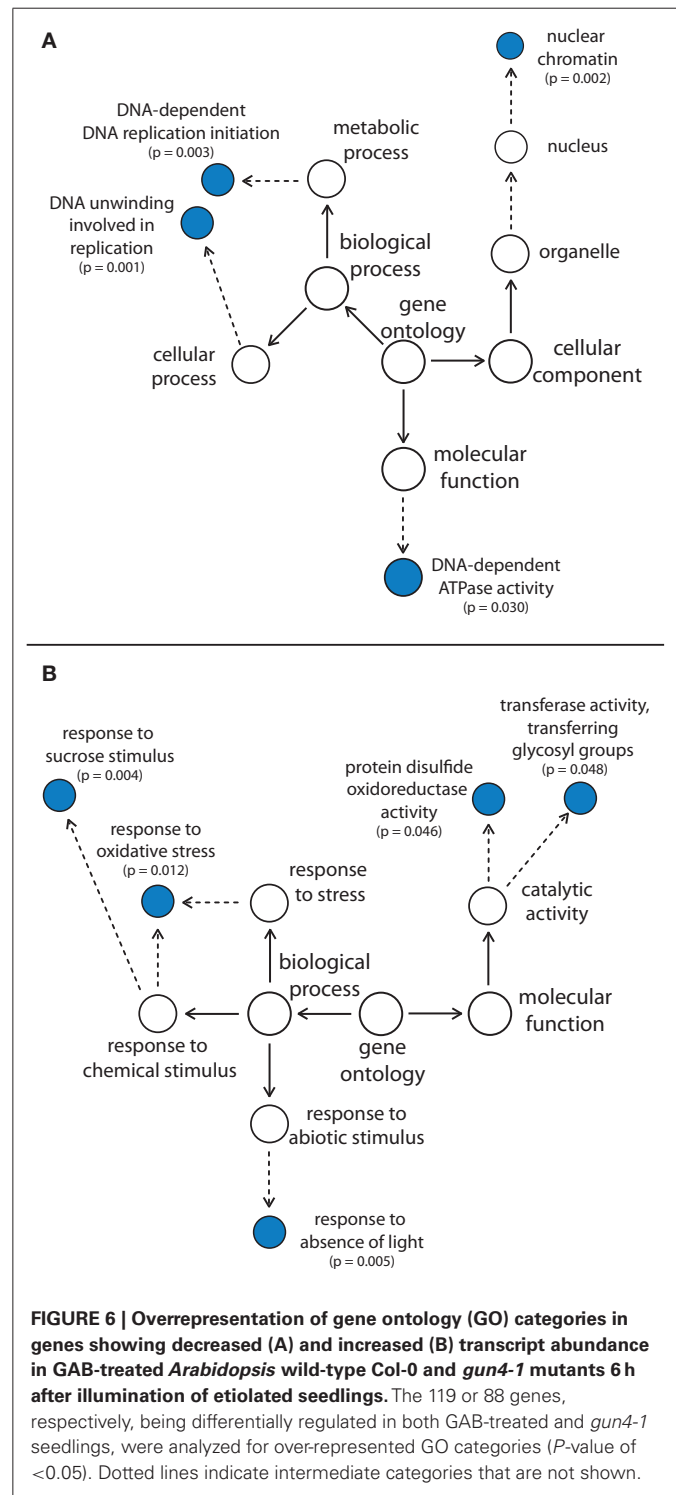 A
nuclear
chromatin
(p = 0.002)
DNA-dependent
DNA replication initiation
(p = 0.003)
metabolic
process
nucleus
DNA unwinding
involved in
replication
(p = 0.001)
biological
process
organelle
gene
ontology
cellular
process
cellular
component
molecular
function
DNA-dependent
ATPase activity
(p = 0.030)
B
response to
sucrose stimulus
(p = 0.004)
transferase activity,
transferring
glycosyl groups
(p = 0.048)
protein disulfide
oxidoreductase
activity
(p = 0.046)
response to
oxidative stress
(p = 0.012)
response
to stress
catalytic
activity
biological
process
molecular
function
response to
chemical stimulus
gene
ontology
response to
abiotic stimulus
response to
absence of light
(p = 0.005)
FIGURE 6 | Overrepresentation of gene ontology (GO) categories in
genes showing decreased (A) and increased (B) transcript abundance
in GAB-treated Arabidopsis wild-type Col-0 and gun4-1 mutants 6 h
after illumination of etiolated seedlings. The 119 or 88 genes,
respectively, being differentially regulated in both GAB-treated and gun4-1
seedlings, were analyzed for over-represented GO categories (P-value of
<0.05). Dotted lines indicate intermediate categories that are not shown.